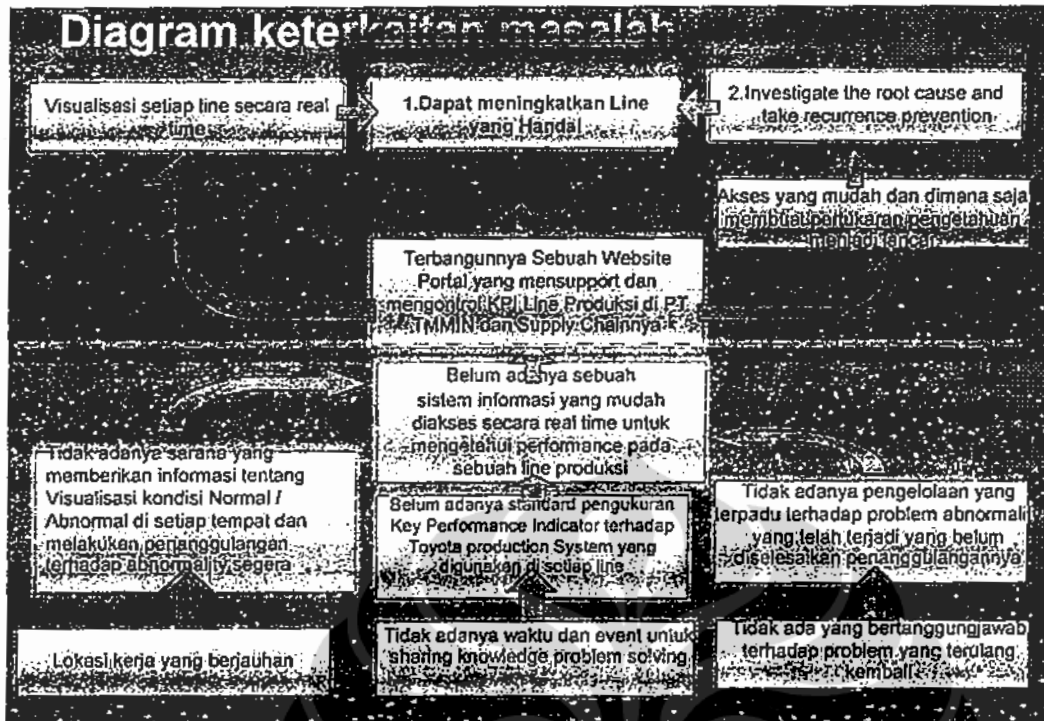 Diagram keterkaitan masalah
Visualisasi setiap line secara real
time
1.Dapat meningkatkan Line
yang Handal
2.Investigate the root cause and
take recurrence prevention
Akses yang mudah dan dimana saja
membuat pertukaran pengetahuan
menjadi lancar
Terbangunnya Sebuah Website
Portal yang mensupport dan
mengontrol KPI Line Produksi di PT
TMMIN dan Supply Chainnya
Belum adanya sebuah
sistem informasi yang mudah
diakses secara real time untuk
mengetahui performance pada
sebuah line produksi
Tidak adanya sarana yang
memberikan informasi tentang
Visualisasi kondisi Normal /
Abnormal di setiap tempat dan
melakukan penanggulangan
terhadap abnormality segera
Belum adanya standard pengukuran
Key Performance Indicator terhadap
Toyota production System yang
digunakan di setiap line
Tidak adanya pengelolaan yang
terpadu terhadap problem abnormali
yang telah terjadi yang belum
diselesaikan penanggulangannya
Lokasi kerja yang berjauhan
Tidak adanya waktu dan event untuk
sharing knowledge problem solving
Tidak ada yang bertanggungjawab
terhadap problem yang terulang
kembali